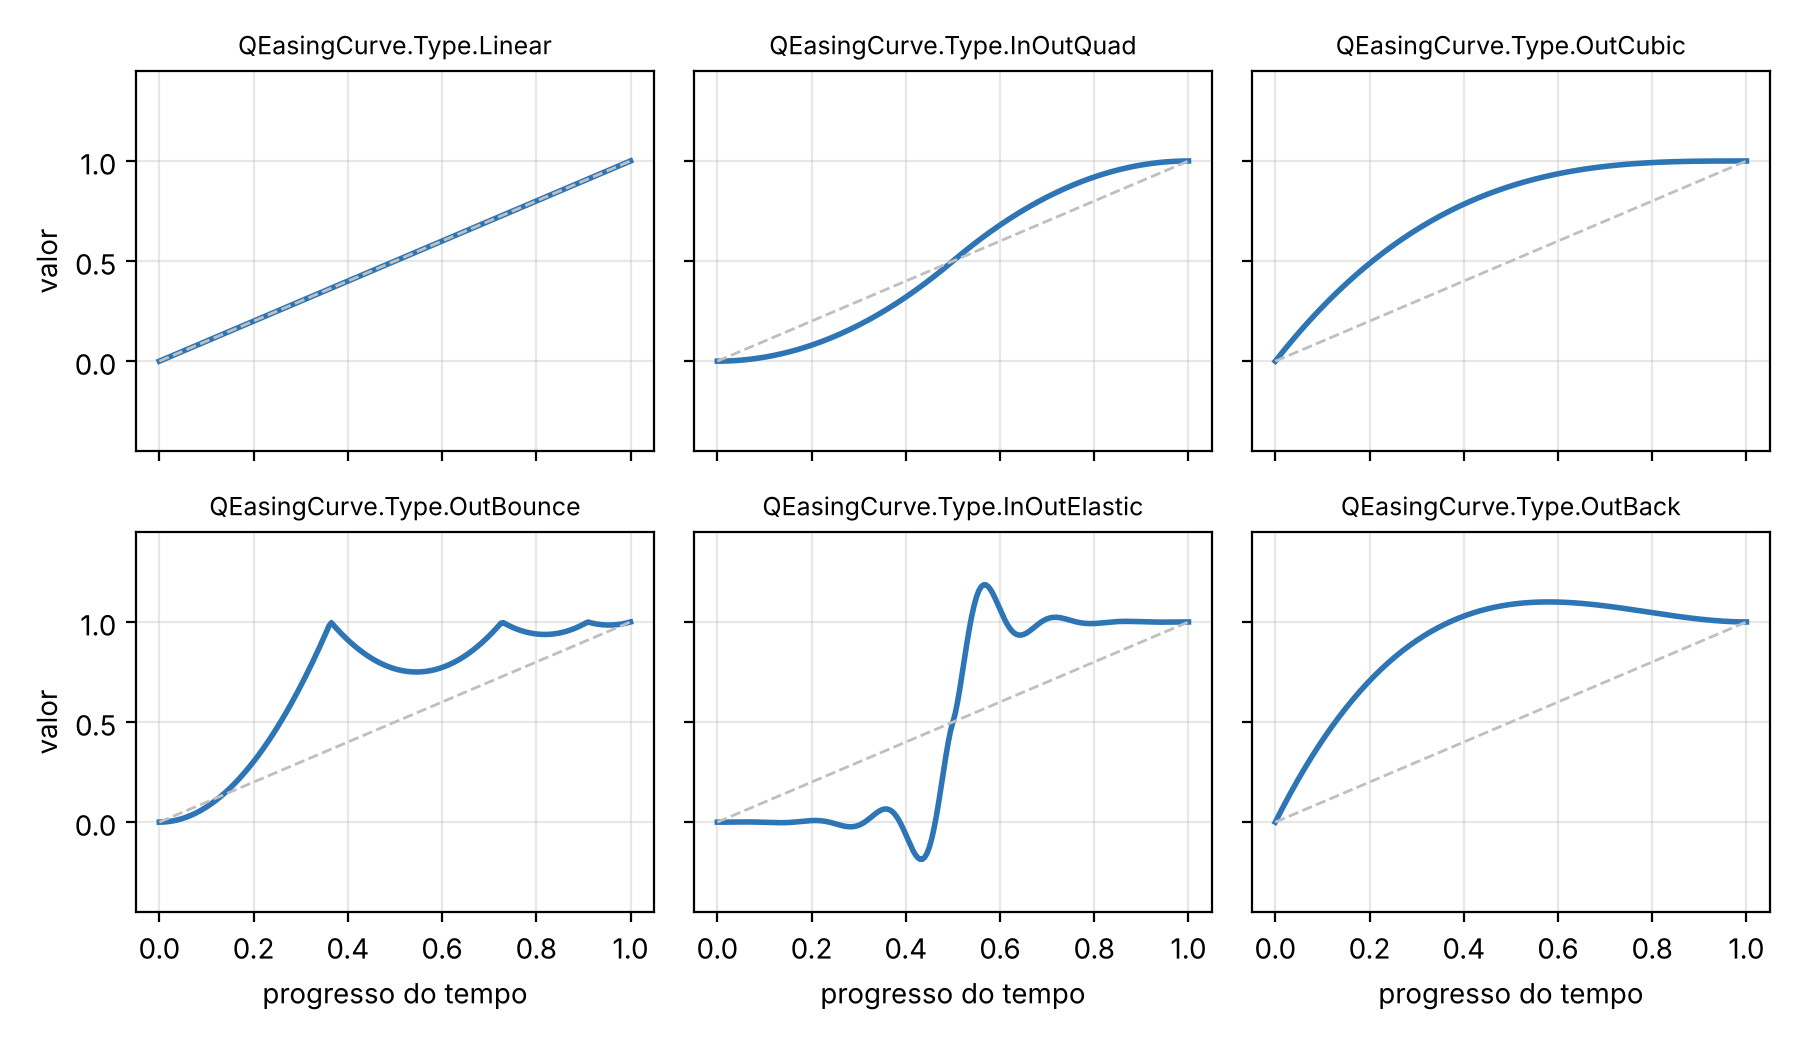 QEasingCurve.Type.Linear
QEasingCurve.Type.InOutQuad
QEasingCurve.Type.OutCubic
1.0
0.5
0.0
valor
QEasingCurve.Type.OutBounce
QEasingCurve.Type.InOutElastic
QEasingCurve.Type.OutBack
1.0
0.5
0.0
valor
0.0 0.2 0.4 0.6 0.8 1.0
0.0 0.2 0.4 0.6 0.8 1.0
0.0 0.2 0.4 0.6 0.8 1.0
progresso do tempo
progresso do tempo
progresso do tempo